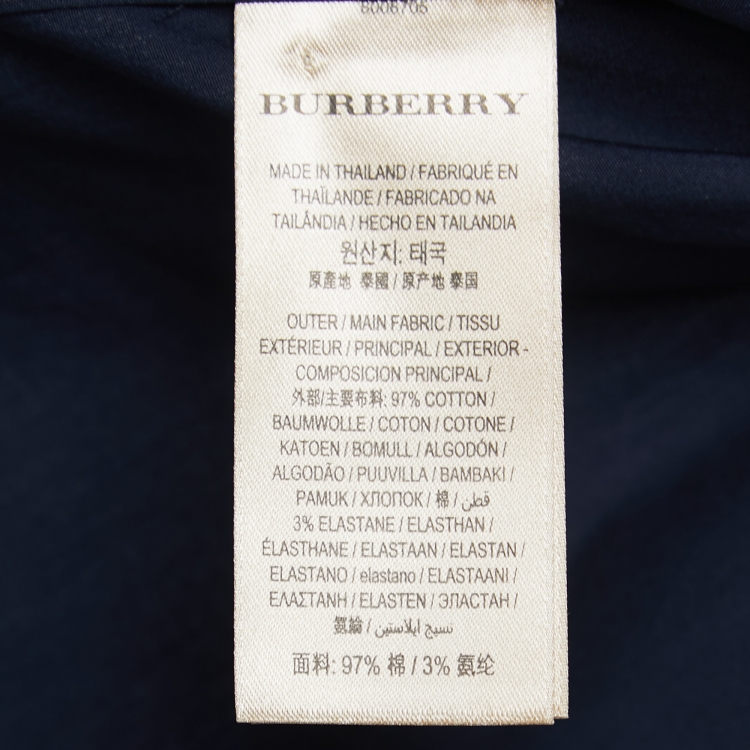 BURBERRY
MADE IN THAILAND / FABRIQUÉ EN
THAÏLANDE / FABRICADO NA
TAILÂNDIA / HECHO EN TAILANDIA
원산지: 태국
原產地 泰國 / 原产地 泰国
OUTER / MAIN FABRIC / TISSU
EXTÉRIEUR / PRINCIPAL / EXTERIOR -
COMPOSICION PRINCIPAL /
外部/主要布料: 97% COTTON /
BAUMWOLLE / COTON / COTONE /
KATOEN / BOMULL / ALGODÓN /
ALGODÃO / PUUVILLA / BAMBAKI /
PAMUK / ХЛОПОК / 棉 / قطن
3% ELASTANE / ELASTHAN /
ÉLASTHANE / ELASTAAN / ELASTAN /
ELASTANO / elastano / ELASTAANI /
ΕΛΑΣΤΑΝΗ / ELASTEN / ЭЛАСТАН /
氨綸 / نسيج ايلاستين
面料: 97% 棉 / 3% 氨纶